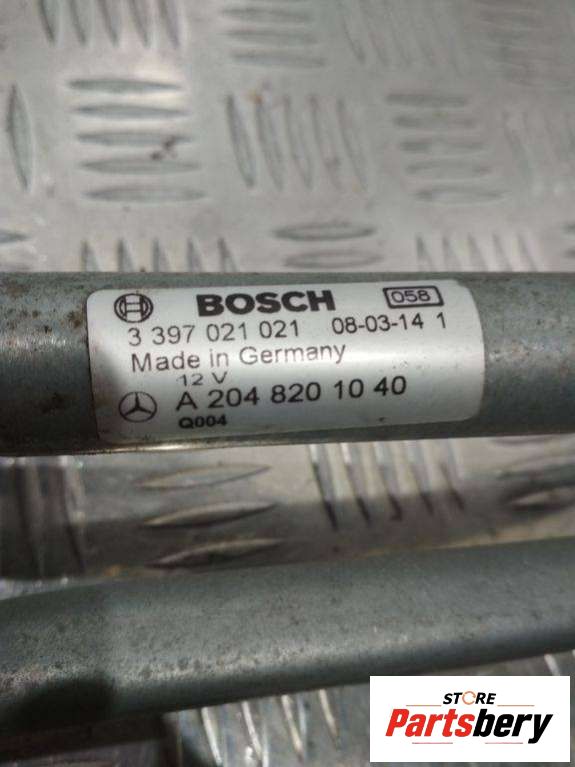 BOSCH 058
3 397 021 021 08-03-14 1
Made in Germany
12 V
A 204 820 10 40
Q004
STORE
Partsbery